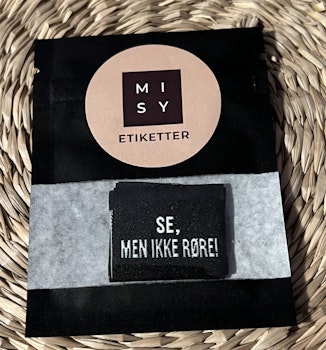 MI
SY
ETIKETTER
SE,
MEN IKKE RØRE!